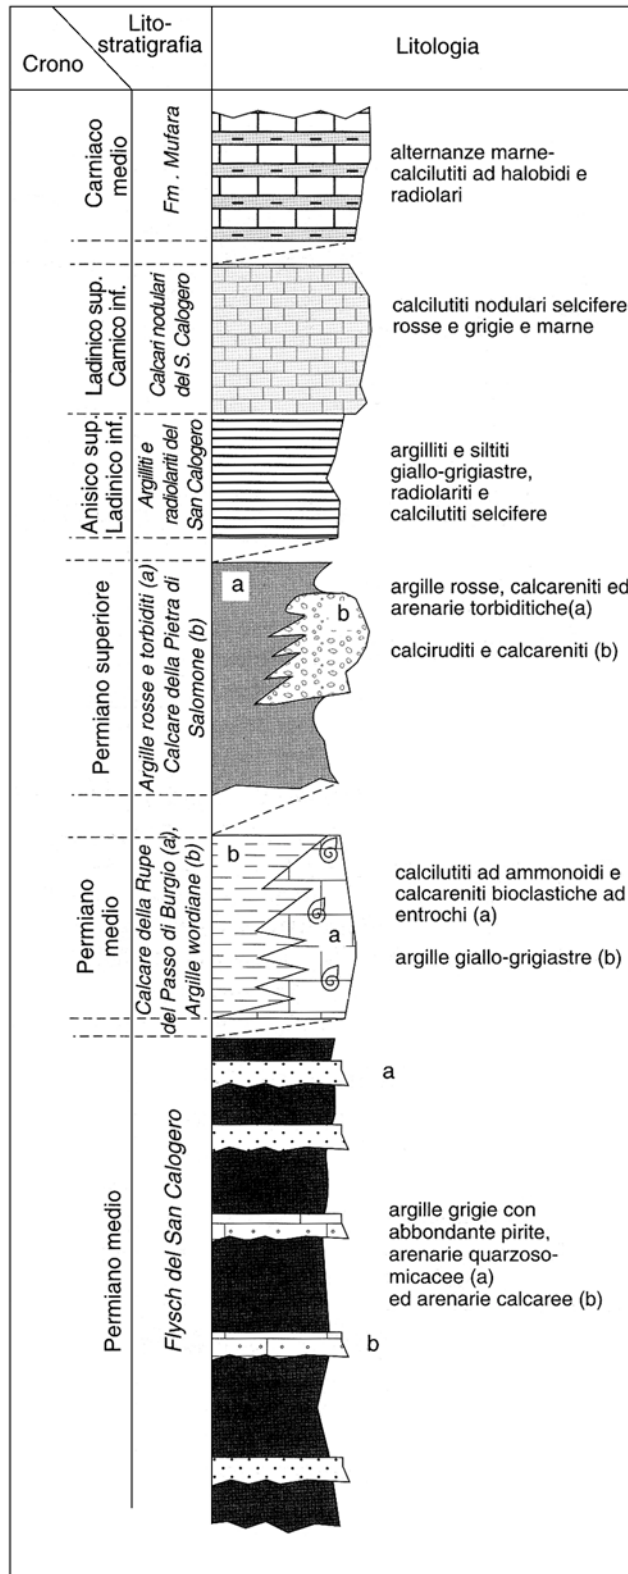 Crono
Lito-
stratigrafia
Litologia
Carniaco
medio
Fm . Mufara
alternanze marne-
calcilutiti ad halobidi e
radiolari
Ladinico sup.
Carnico inf.
Calcari nodulari
del S. Calogero
calcilutiti nodulari selcifere
rosse e grigie e marne
Anisico sup.
Ladinico inf.
Argilliti e
radiolariti del
San Calogero
argilliti e siltiti
giallo-grigiastre,
radiolariti e
calcilutiti selcifere
Permiano superiore
Argille rosse e torbiditi (a)
Calcare della Pietra di
Salomone (b)
a
b
argille rosse, calcareniti ed
arenarie torbiditiche(a)
calciruditi e calcareniti (b)
Permiano
medio
Calcare della Rupe
del Passo di Burgio (a),
Argille wordiane (b)
b
a
calcilutiti ad ammonoidi e
calcareniti bioclastiche ad
entrochi (a)
argille giallo-grigiastre (b)
Permiano medio
Flysch del San Calogero
a
argille grigie con
abbondante pirite,
arenarie quarzoso-
micacee (a)
ed arenarie calcaree (b)
b